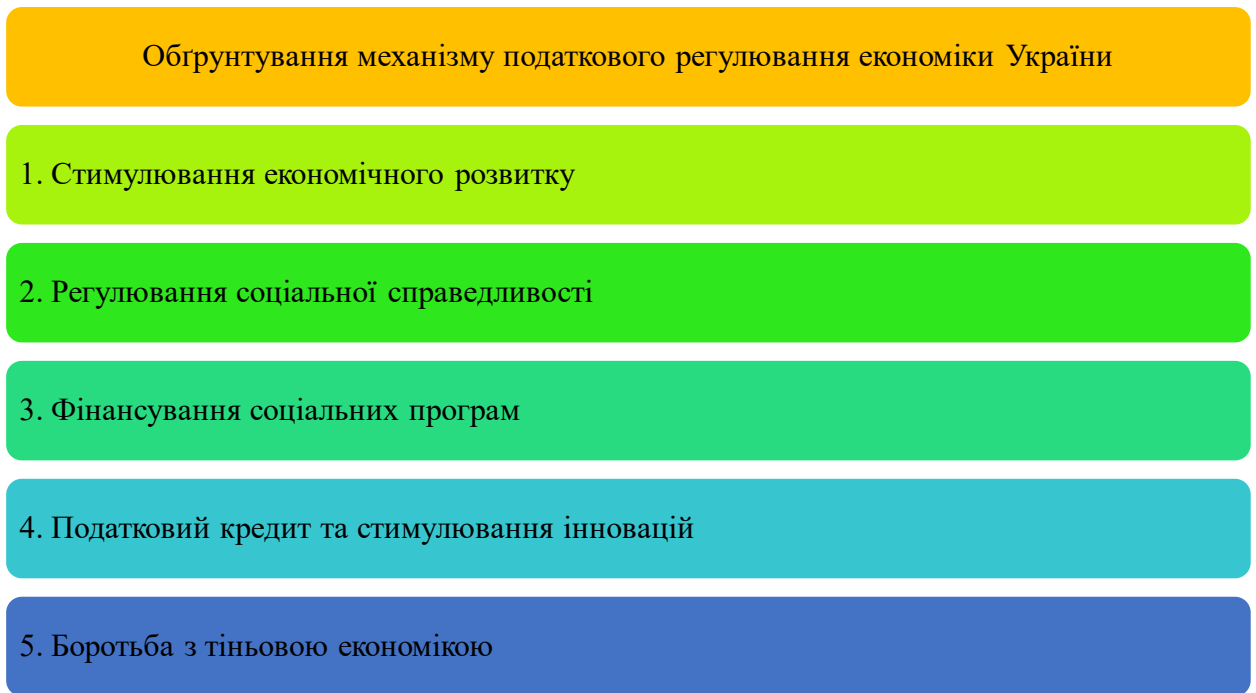 Обґрунтування механізму податкового регулювання економіки України
1. Стимулювання економічного розвитку
2. Регулювання соціальної справедливості
3. Фінансування соціальних програм
4. Податковий кредит та стимулювання інновацій
5. Боротьба з тіньовою економікою